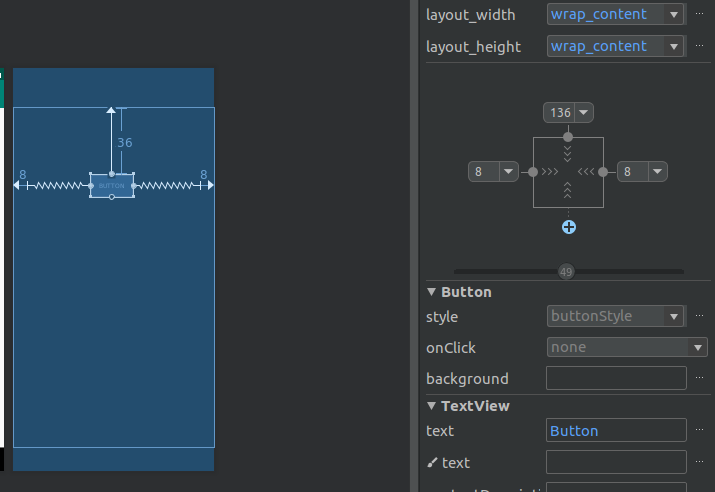 layout_width wrap_content
layout_height wrap_content
36
136
8 8
8 8
BUTTON
49
Button
style buttonStyle
onClick none
background
TextView
text Button
text